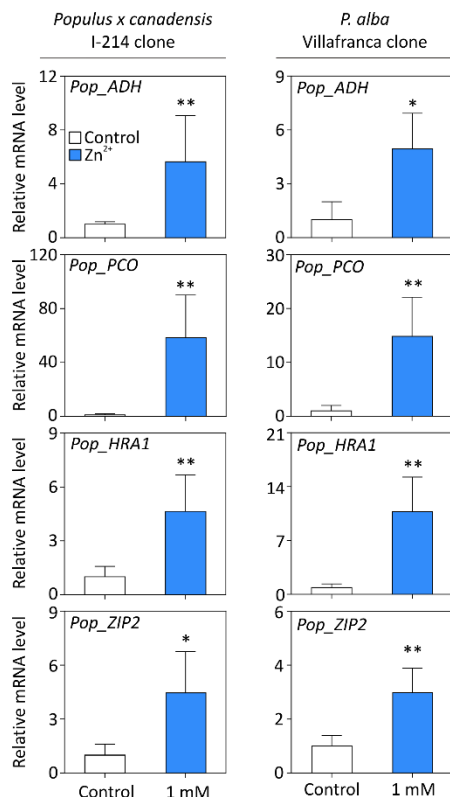 Populus x canadensis
I-214 clone
P. alba
Villafranca clone
Relative mRNA level
12
8
4
0
Pop_ADH
**
Control
Zn²⁺
9
6
3
0
Pop_ADH
*
Relative mRNA level
120
80
40
0
Pop_PCO
**
30
20
10
0
Pop_PCO
**
Relative mRNA level
9
6
3
0
Pop_HRA1
**
21
14
7
0
Pop_HRA1
**
Relative mRNA level
9
6
3
0
Pop_ZIP2
*
6
4
2
0
Pop_ZIP2
**
Control
1 mM
Control
1 mM